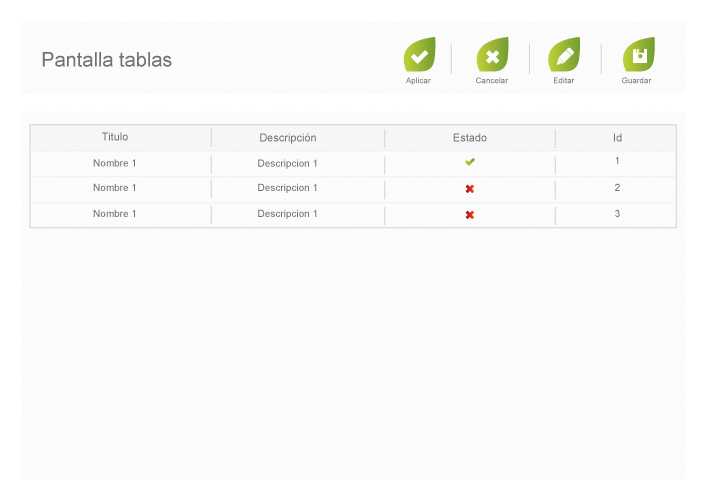 Pantalla tablas
Aplicar Cancelar Editar Guardar
Titulo Descripción Estado Id
Nombre 1 Descripcion 1 1
Nombre 1 Descripcion 1 2
Nombre 1 Descripcion 1 3